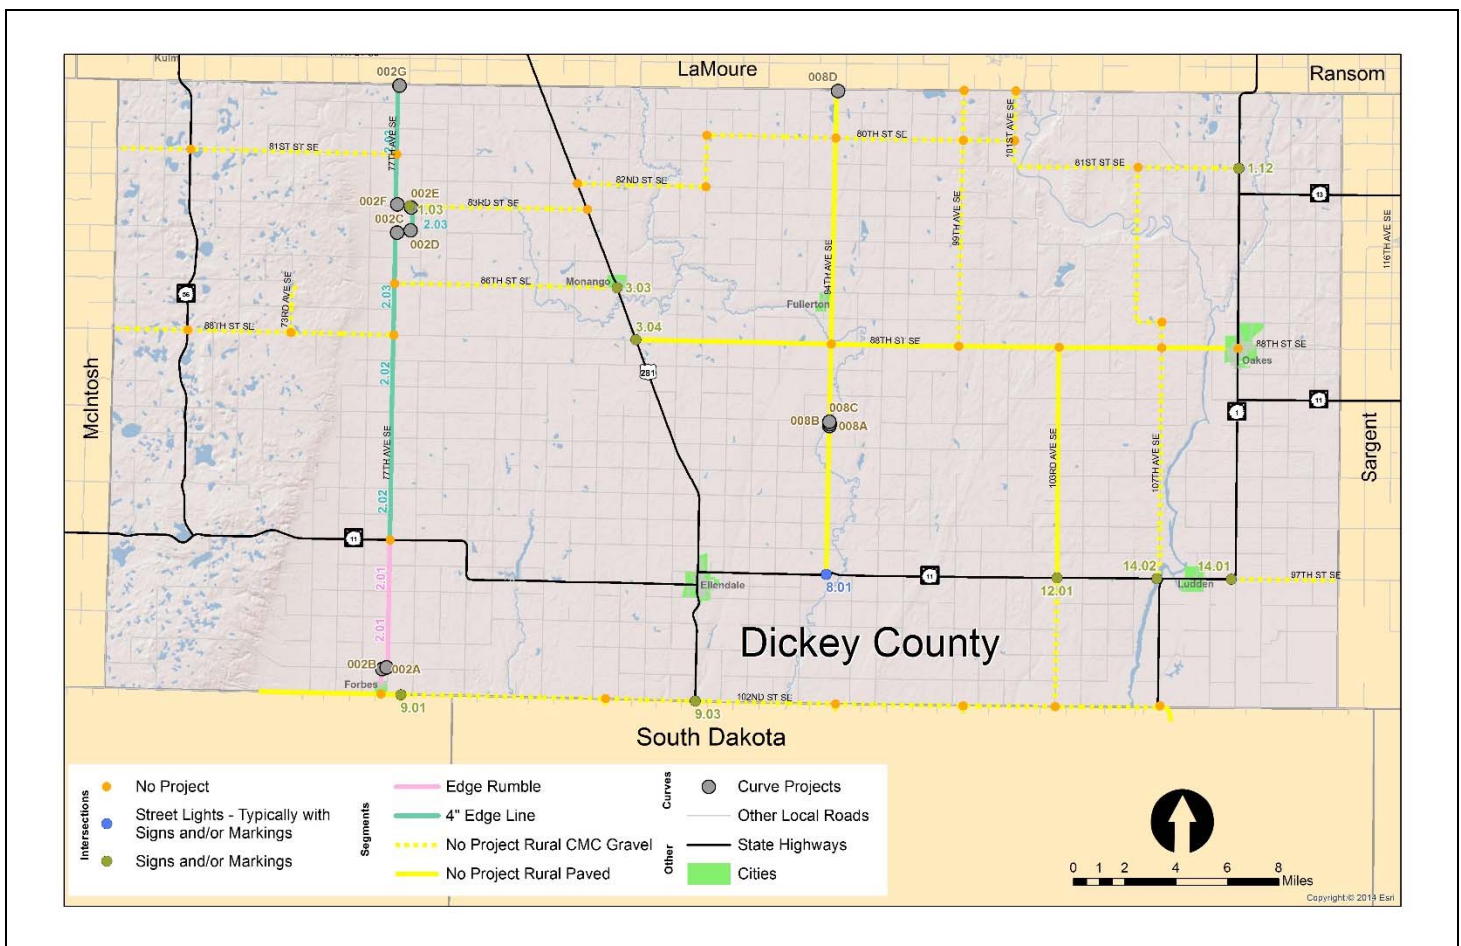 Kulm
002G
LaMoure
008D
Ransom
77TH AVE SE
2.03
101ST AVE SE
80TH ST SE
81ST ST SE
81ST ST SE
1.12
82ND ST SE
13
002E
002F
1.03
83RD ST SE
002C
2.03
002D
94TH AVE SE
99TH AVE SE
116TH AVE SE
86TH ST SE
Monango
3.03
56
73RD AVE SE
2.03
Fullerton
88TH ST SE
3.04
88TH ST SE
88TH ST SE
Oakes
2.02
281
McIntosh
11
1
008C
008B
008A
Sargent
77TH AVE SE
103RD AVE SE
107TH AVE SE
2.02
11
2.01
Ellendale
8.01
11
12.01
14.02
14.01
Ludden
97TH ST SE
2.01
Dickey County
002B
002A
Forbes
9.01
9.03
102ND ST SE
South Dakota
Intersections
No Project
Street Lights - Typically with
Signs and/or Markings
Signs and/or Markings
Segments
Edge Rumble
4" Edge Line
No Project Rural CMC Gravel
No Project Rural Paved
Curves
Curve Projects
Other
Other Local Roads
State Highways
Cities
0 1 2 4 6 8
Miles
Copyright:© 2014 Esri